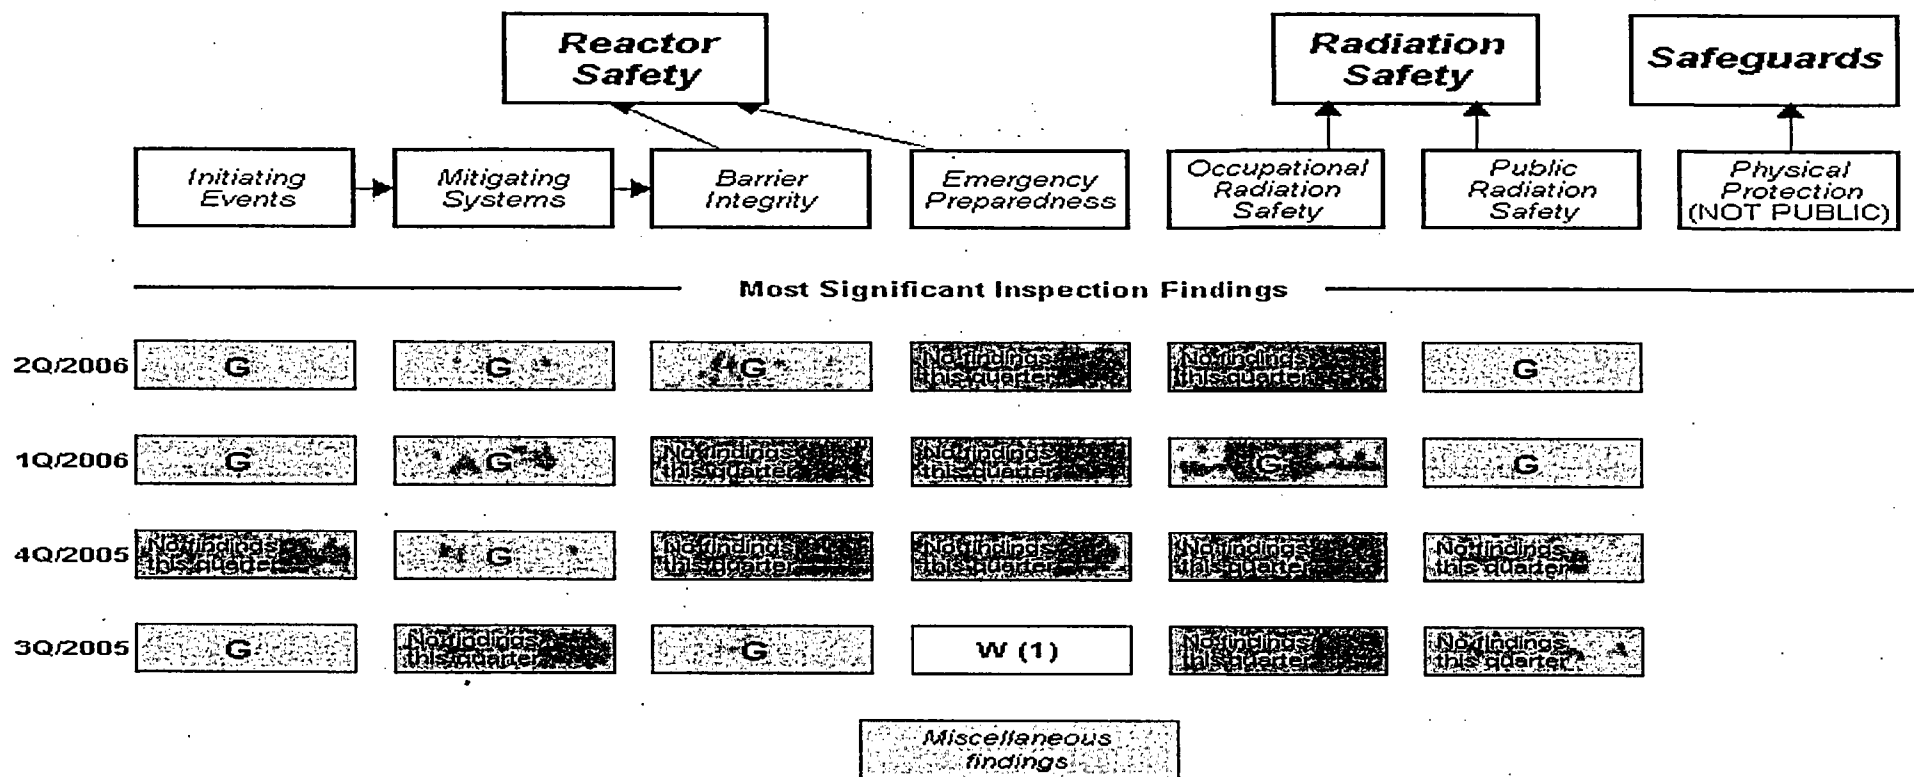 Reactor
Safety
Radiation
Safety
Safeguards
Initiating
Events
Mitigating
Systems
Barrier
Integrity
Emergency
Preparedness
Occupational
Radiation
Safety
Public
Radiation
Safety
Physical
Protection
(NOT PUBLIC)
Most Significant Inspection Findings
2Q/2006
G
G
G
No findings
this quarter
No findings
this quarter
G
1Q/2006
G
G
No findings
this quarter
No findings
this quarter
G
G
4Q/2005
No findings
this quarter
G
No findings
this quarter
No findings
this quarter
No findings
this quarter
No findings
this quarter
3Q/2005
G
No findings
this quarter
G
W (1)
No findings
this quarter
No findings
this quarter
Miscellaneous
findings